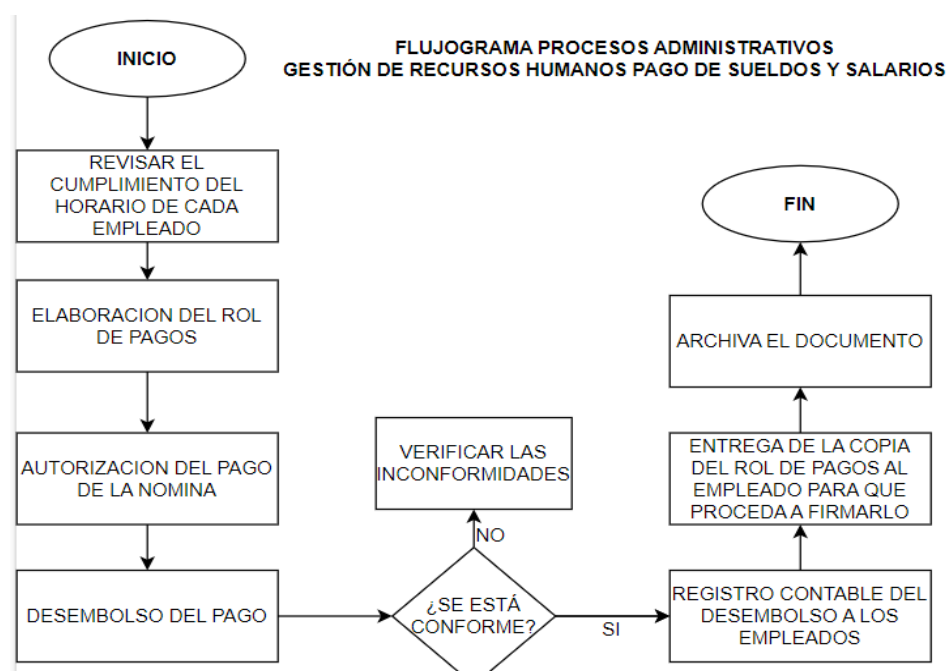 INICIO
FLUJOGRAMA PROCESOS ADMINISTRATIVOS
GESTIÓN DE RECURSOS HUMANOS PAGO DE SUELDOS Y SALARIOS
REVISAR EL
CUMPLIMIENTO DEL
HORARIO DE CADA
EMPLEADO
ELABORACION DEL ROL
DE PAGOS
AUTORIZACION DEL PAGO
DE LA NOMINA
DESEMBOLSO DEL PAGO
¿SE ESTÁ
CONFORME?
NO
VERIFICAR LAS
INCONFORMIDADES
SI
REGISTRO CONTABLE DEL
DESEMBOLSO A LOS
EMPLEADOS
ENTREGA DE LA COPIA
DEL ROL DE PAGOS AL
EMPLEADO PARA QUE
PROCEDA A FIRMARLO
ARCHIVA EL DOCUMENTO
FIN